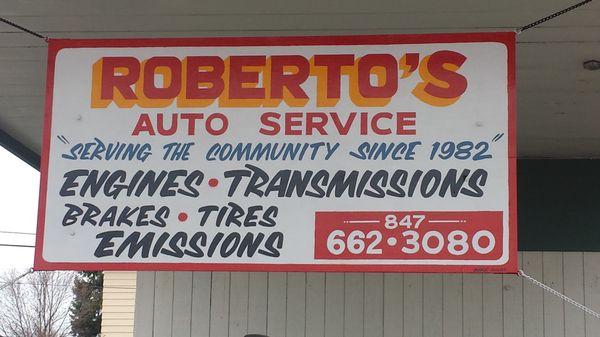 ROBERTO'S
AUTO SERVICE
"SERVING THE COMMUNITY SINCE 1982"
ENGINES • TRANSMISSIONS
BRAKES • TIRES
EMISSIONS
— 847 —
662•3080